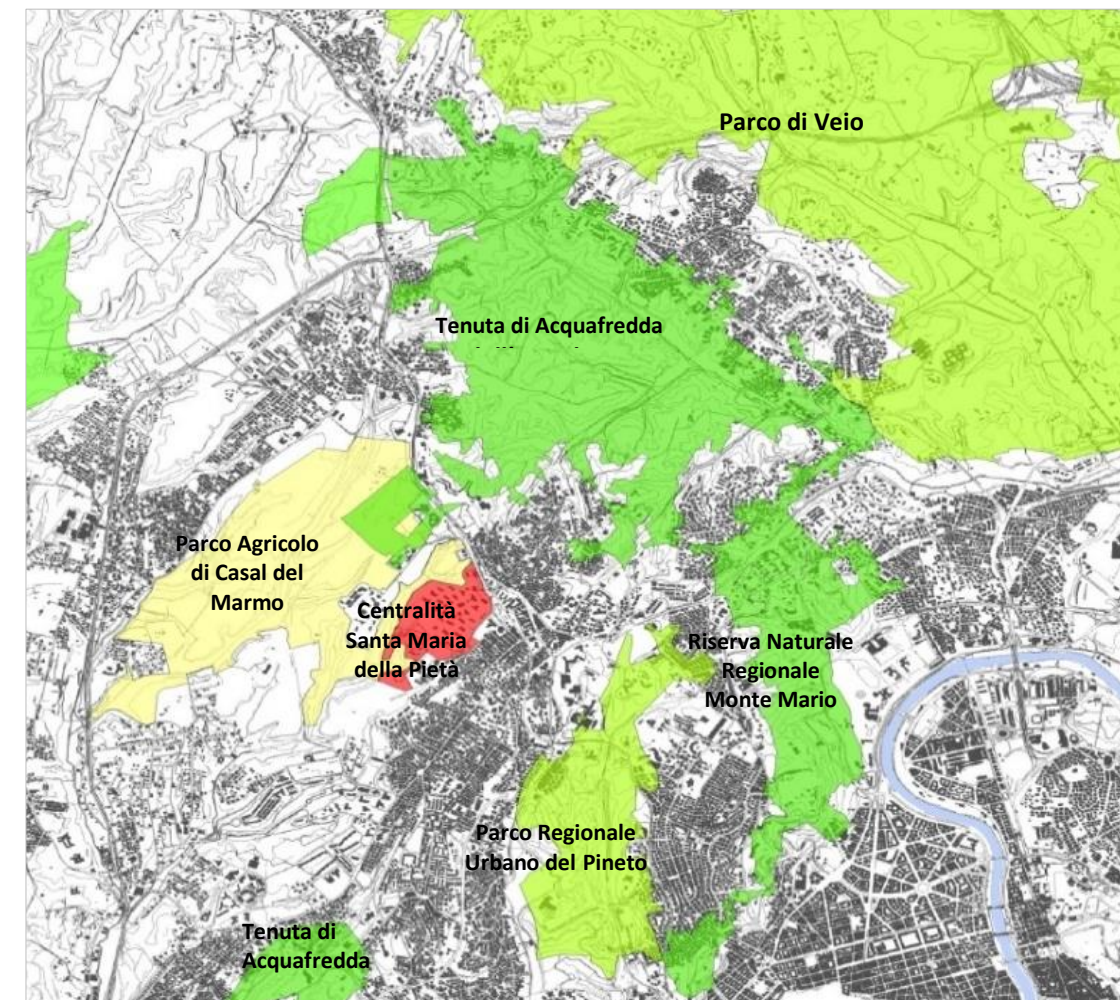 Parco di Veio
Tenuta di Acquafredda
Parco Agricolo
di Casal del
Marmo
Centralità
Santa Maria
della Pietà
Riserva Naturale
Regionale
Monte Mario
Parco Regionale
Urbano del Pineto
Tenuta di
Acquafredda